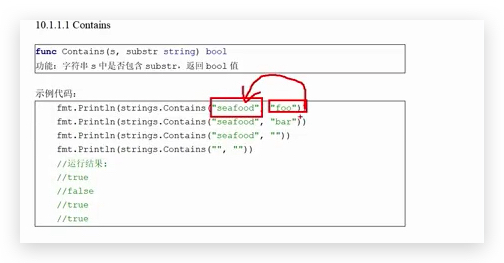 10.1.1.1 Contains
func Contains(s, substr string) bool
功能：字符串 s 中是否包含 substr，返回 bool 值
示例代码：
fmt.Println(strings.Contains("seafood", "foo"))
fmt.Println(strings.Contains("seafood", "bar"))
fmt.Println(strings.Contains("seafood", ""))
fmt.Println(strings.Contains("", ""))
//运行结果:
//true
//false
//true
//true